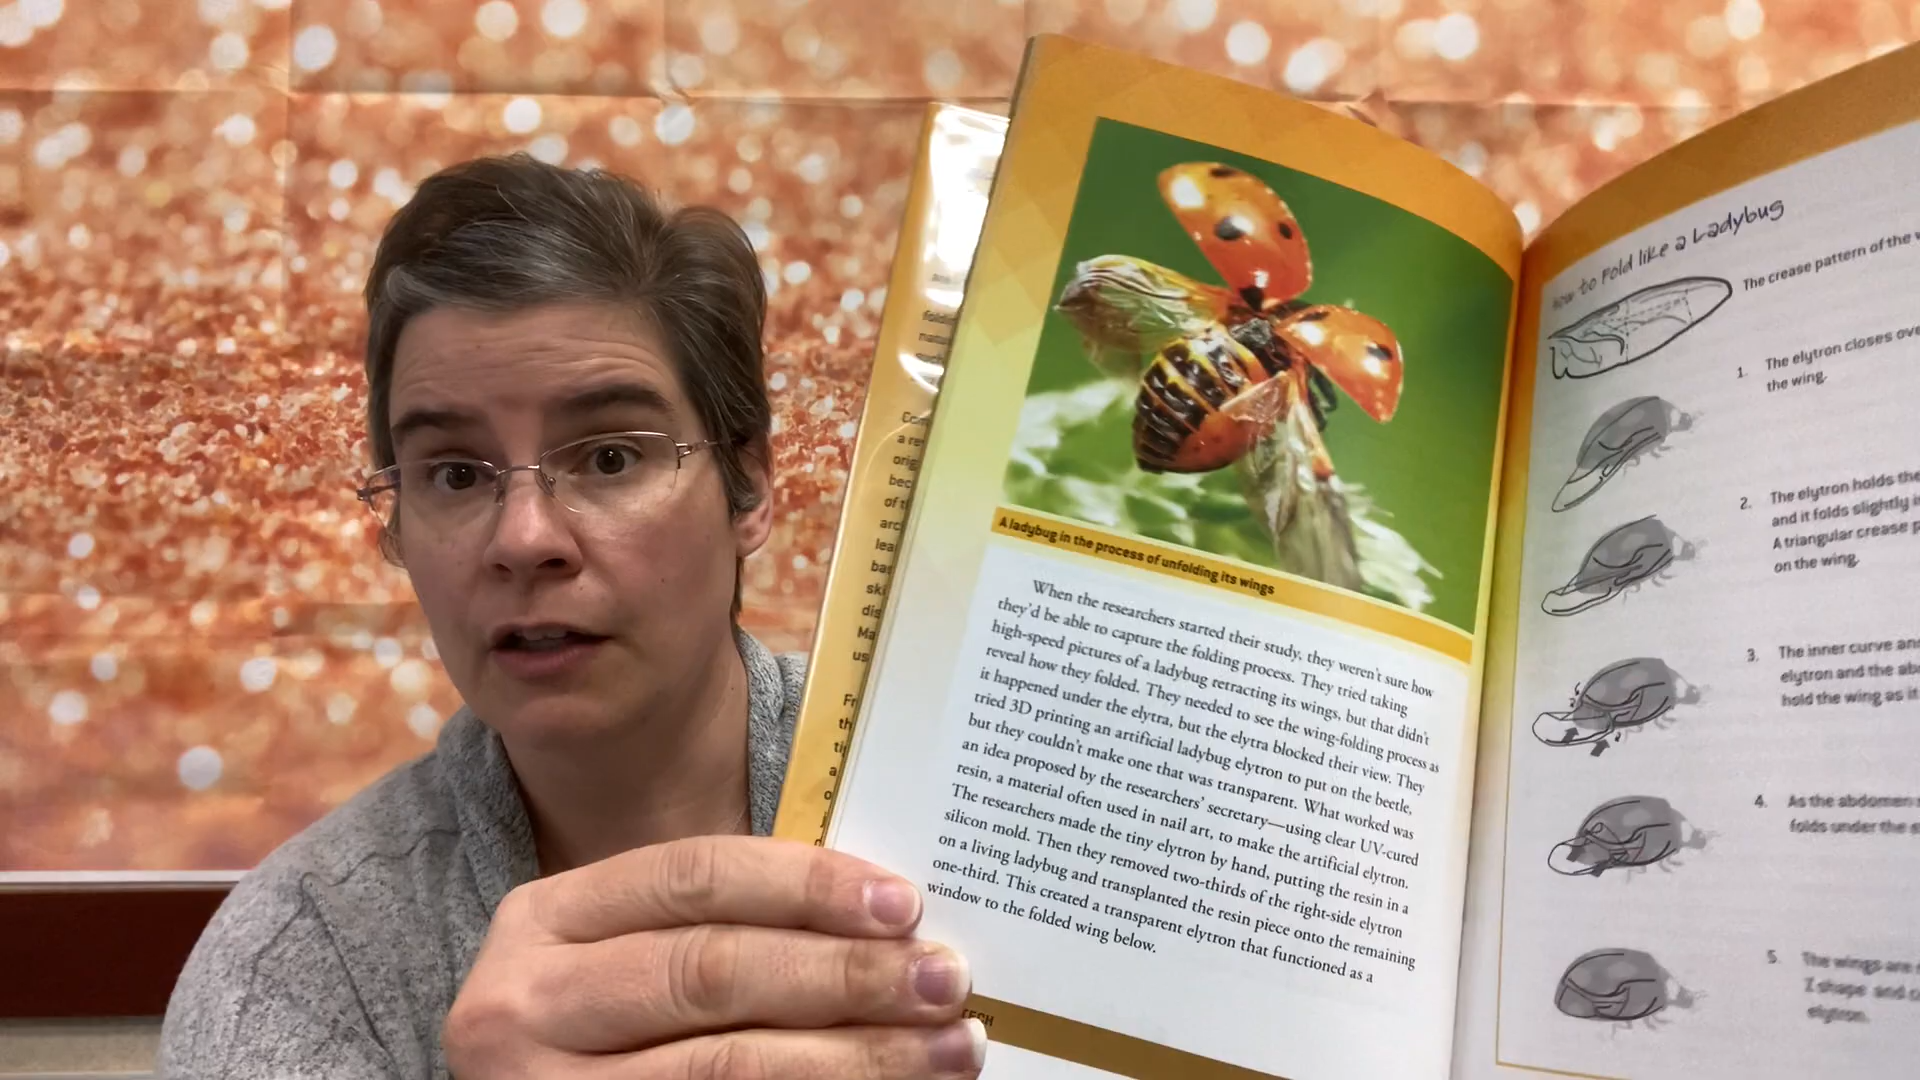 A ladybug in the process of unfolding its wings
When the researchers started their study, they weren't sure how
they'd be able to capture the folding process. They tried taking
high-speed pictures of a ladybug retracting its wings, but that didn't
reveal how they folded. They needed to see the wing-folding process as
it happened under the elytra, but the elytra blocked their view. They
tried 3D printing an artificial ladybug elytron to put on the beetle,
but they couldn't make one that was transparent. What worked was
an idea proposed by the researchers' secretary—using clear UV-cured
resin, a material often used in nail art, to make the artificial elytron.
The researchers made the tiny elytron by hand, putting the resin in a
silicon mold. Then they removed two-thirds of the right-side elytron
on a living ladybug and transplanted the resin piece onto the remaining
one-third. This created a transparent elytron that functioned as a
window to the folded wing below.
TECH
How to Fold like a Ladybug
The crease pattern of the
1. The elytron closes
the wing.
2. The elytron holds the
and it folds slightly
A triangular crease
on the wing.
3. The inner curve
elytron and the
hold the wing as it
4. As the abdomen
folds under the
5. The wings are
I shape and
elytron.